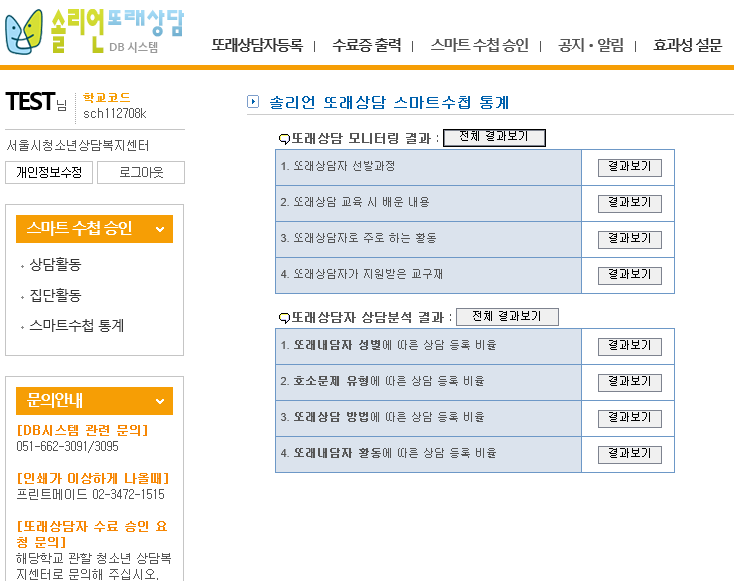 솔리언또래상담
DB 시스템
또래상담자등록 | 수료증 출력 | 스마트 수첩 승인 | 공지 · 알림 | 효과성 설문
TEST님
학교코드
sch112708k
서울시청소년상담복지센터
개인정보수정 로그아웃
스마트 수첩 승인
상담활동
집단활동
스마트수첩 통계
문의안내
[DB시스템 관련 문의]
051-662-3091/3095
[인쇄가 이상하게 나올때]
프린트메이드 02-3472-1515
[또래상담자 수료 승인 요
청 문의]
해당학교 관할 청소년 상담복
지센터로 문의해 주십시오.
솔리언 또래상담 스마트수첩 통계
또래상담 모니터링 결과 : 전체 결과보기
1. 또래상담자 선발과정 결과보기
2. 또래상담 교육 시 배운 내용 결과보기
3. 또래상담자로 주로 하는 활동 결과보기
4. 또래상담자가 지원받은 교구재 결과보기
또래상담자 상담분석 결과 : 전체 결과보기
1. 또래내담자 성별에 따른 상담 등록 비율 결과보기
2. 호소문제 유형에 따른 상담 등록 비율 결과보기
3. 또래상담 방법에 따른 상담 등록 비율 결과보기
4. 또래내담자 활동에 따른 상담 등록 비율 결과보기